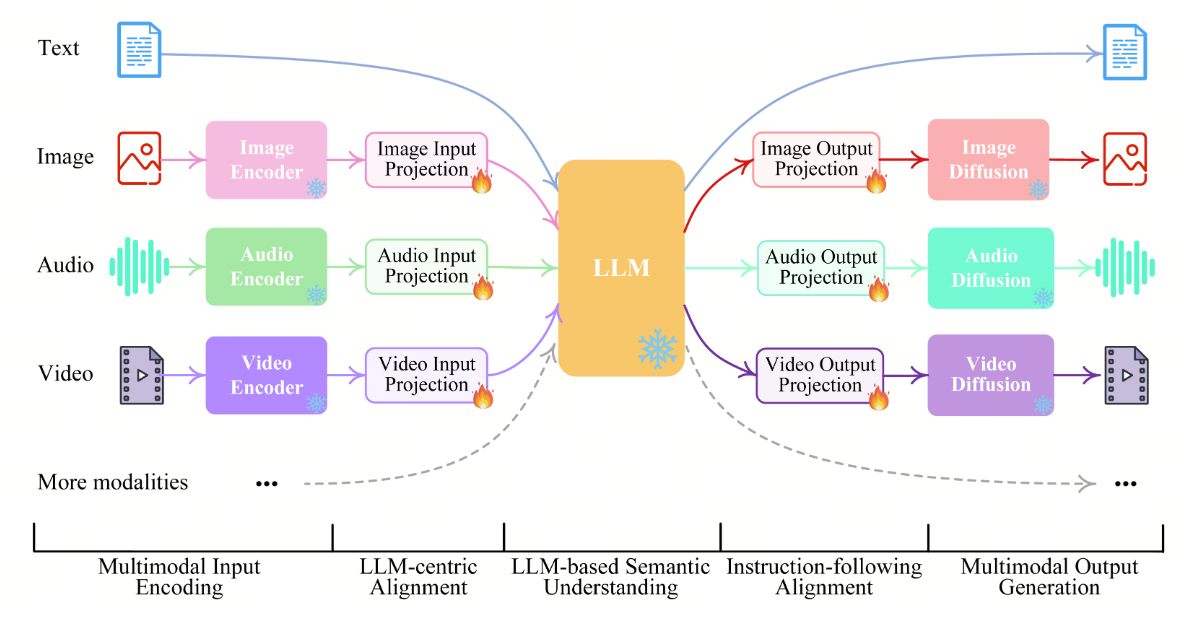 Text
Image
Image
Encoder
Image Input
Projection
Image Output
Projection
Image
Diffusion
Audio
Audio
Encoder
Audio Input
Projection
LLM
Audio Output
Projection
Audio
Diffusion
Video
Video
Encoder
Video Input
Projection
Video Output
Projection
Video
Diffusion
More modalities
...
...
Multimodal Input
Encoding
LLM-centric
Alignment
LLM-based Semantic
Understanding
Instruction-following
Alignment
Multimodal Output
Generation